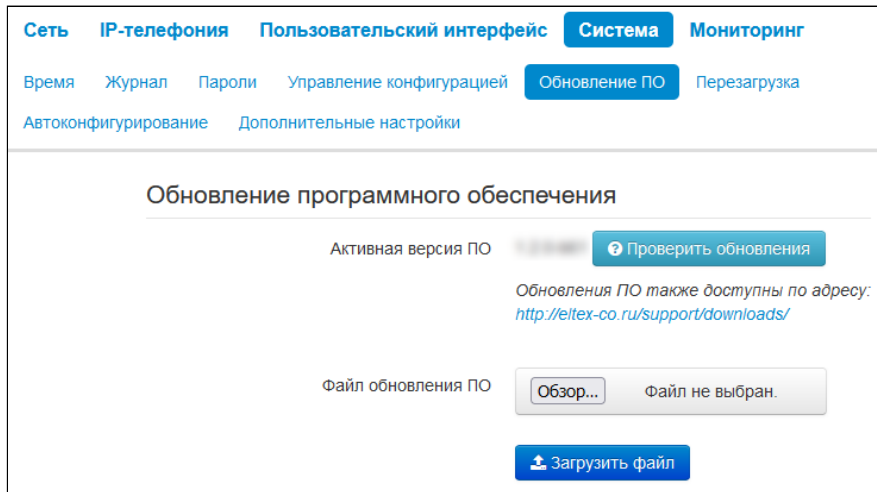 Сеть IP-телефония Пользовательский интерфейс Система Мониторинг
Время Журнал Пароли Управление конфигурацией Обновление ПО Перезагрузка
Автоконфигурирование Дополнительные настройки
Обновление программного обеспечения
Активная версия ПО Проверить обновления
Обновления ПО также доступны по адресу:
http://eltex-co.ru/support/downloads/
Файл обновления ПО Обзор... Файл не выбран.
Загрузить файл